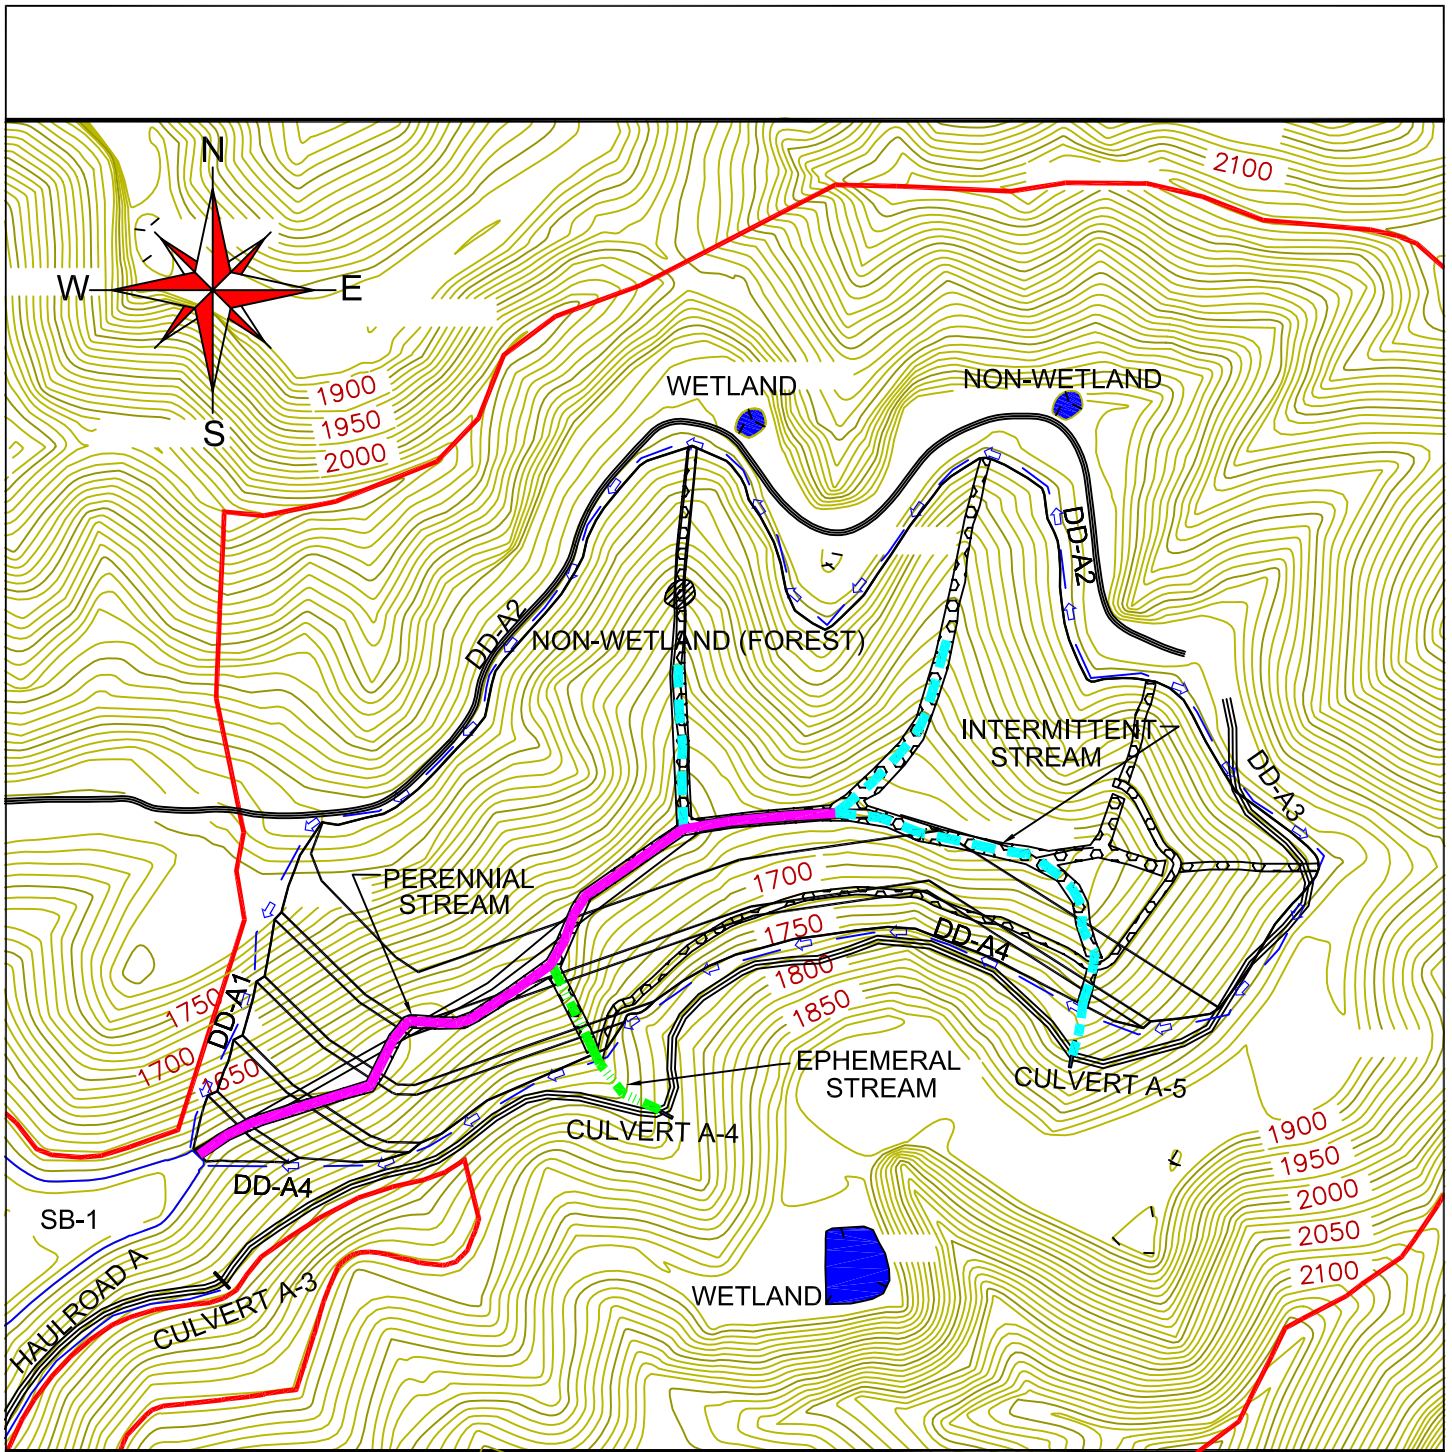 2100
N
W
E
S
1900
1950
2000
WETLAND
NON-WETLAND
DD-A2
DD-A2
NON-WETLAND (FOREST)
INTERMITTENT
STREAM
DD-A3
PERENNIAL
STREAM
1700
1750
DD-A4
1800
1850
1750
DD-A1
1700
1650
EPHEMERAL
STREAM
CULVERT A-5
CULVERT A-4
DD-A4
SB-1
HAULROAD A
CULVERT A-3
WETLAND
1900
1950
2000
2050
2100